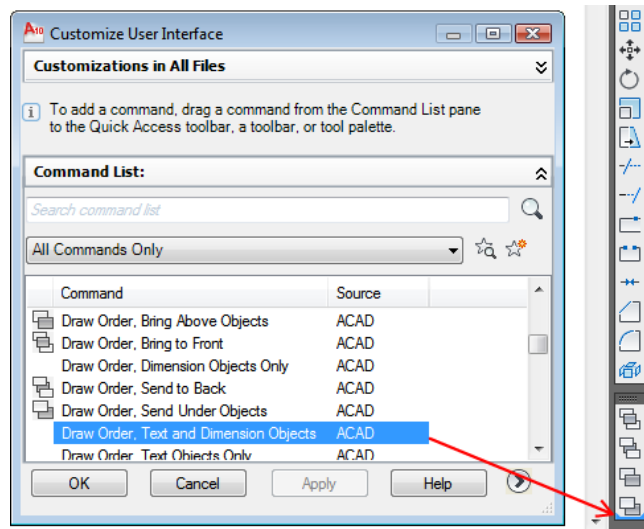 A10 Customize User Interface
Customizations in All Files
To add a command, drag a command from the Command List pane
to the Quick Access toolbar, a toolbar, or tool palette.
Command List:
Search command list
All Commands Only
Command Source
Draw Order, Bring Above Objects ACAD
Draw Order, Bring to Front ACAD
Draw Order, Dimension Objects Only ACAD
Draw Order, Send to Back ACAD
Draw Order, Send Under Objects ACAD
Draw Order, Text and Dimension Objects ACAD
Draw Order, Text Objects Only ACAD
OK Cancel Apply Help